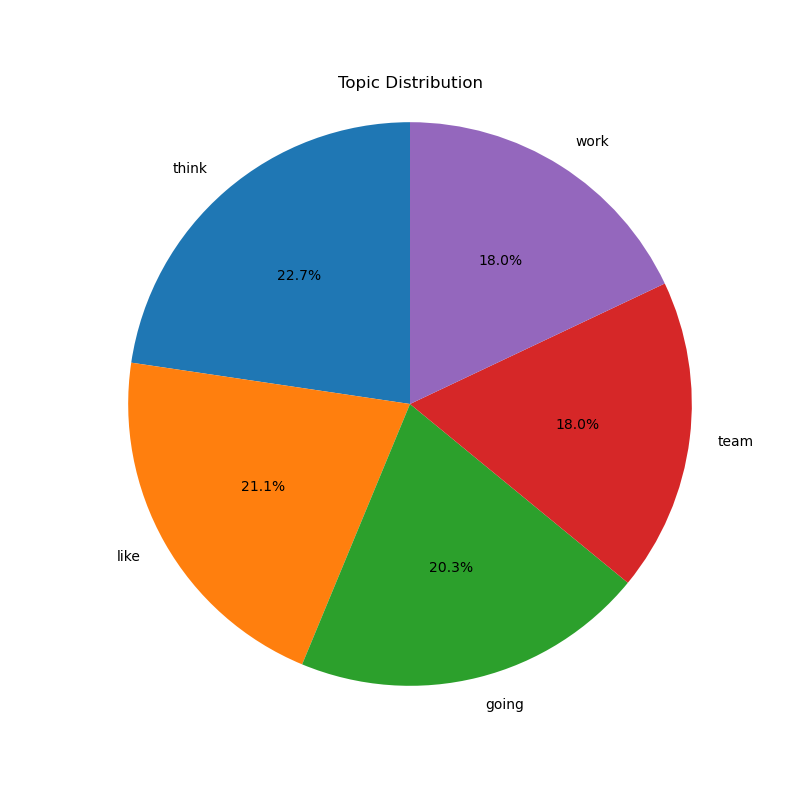 Topic Distribution
work
think
18.0%
22.7%
18.0%
team
21.1%
like
20.3%
going